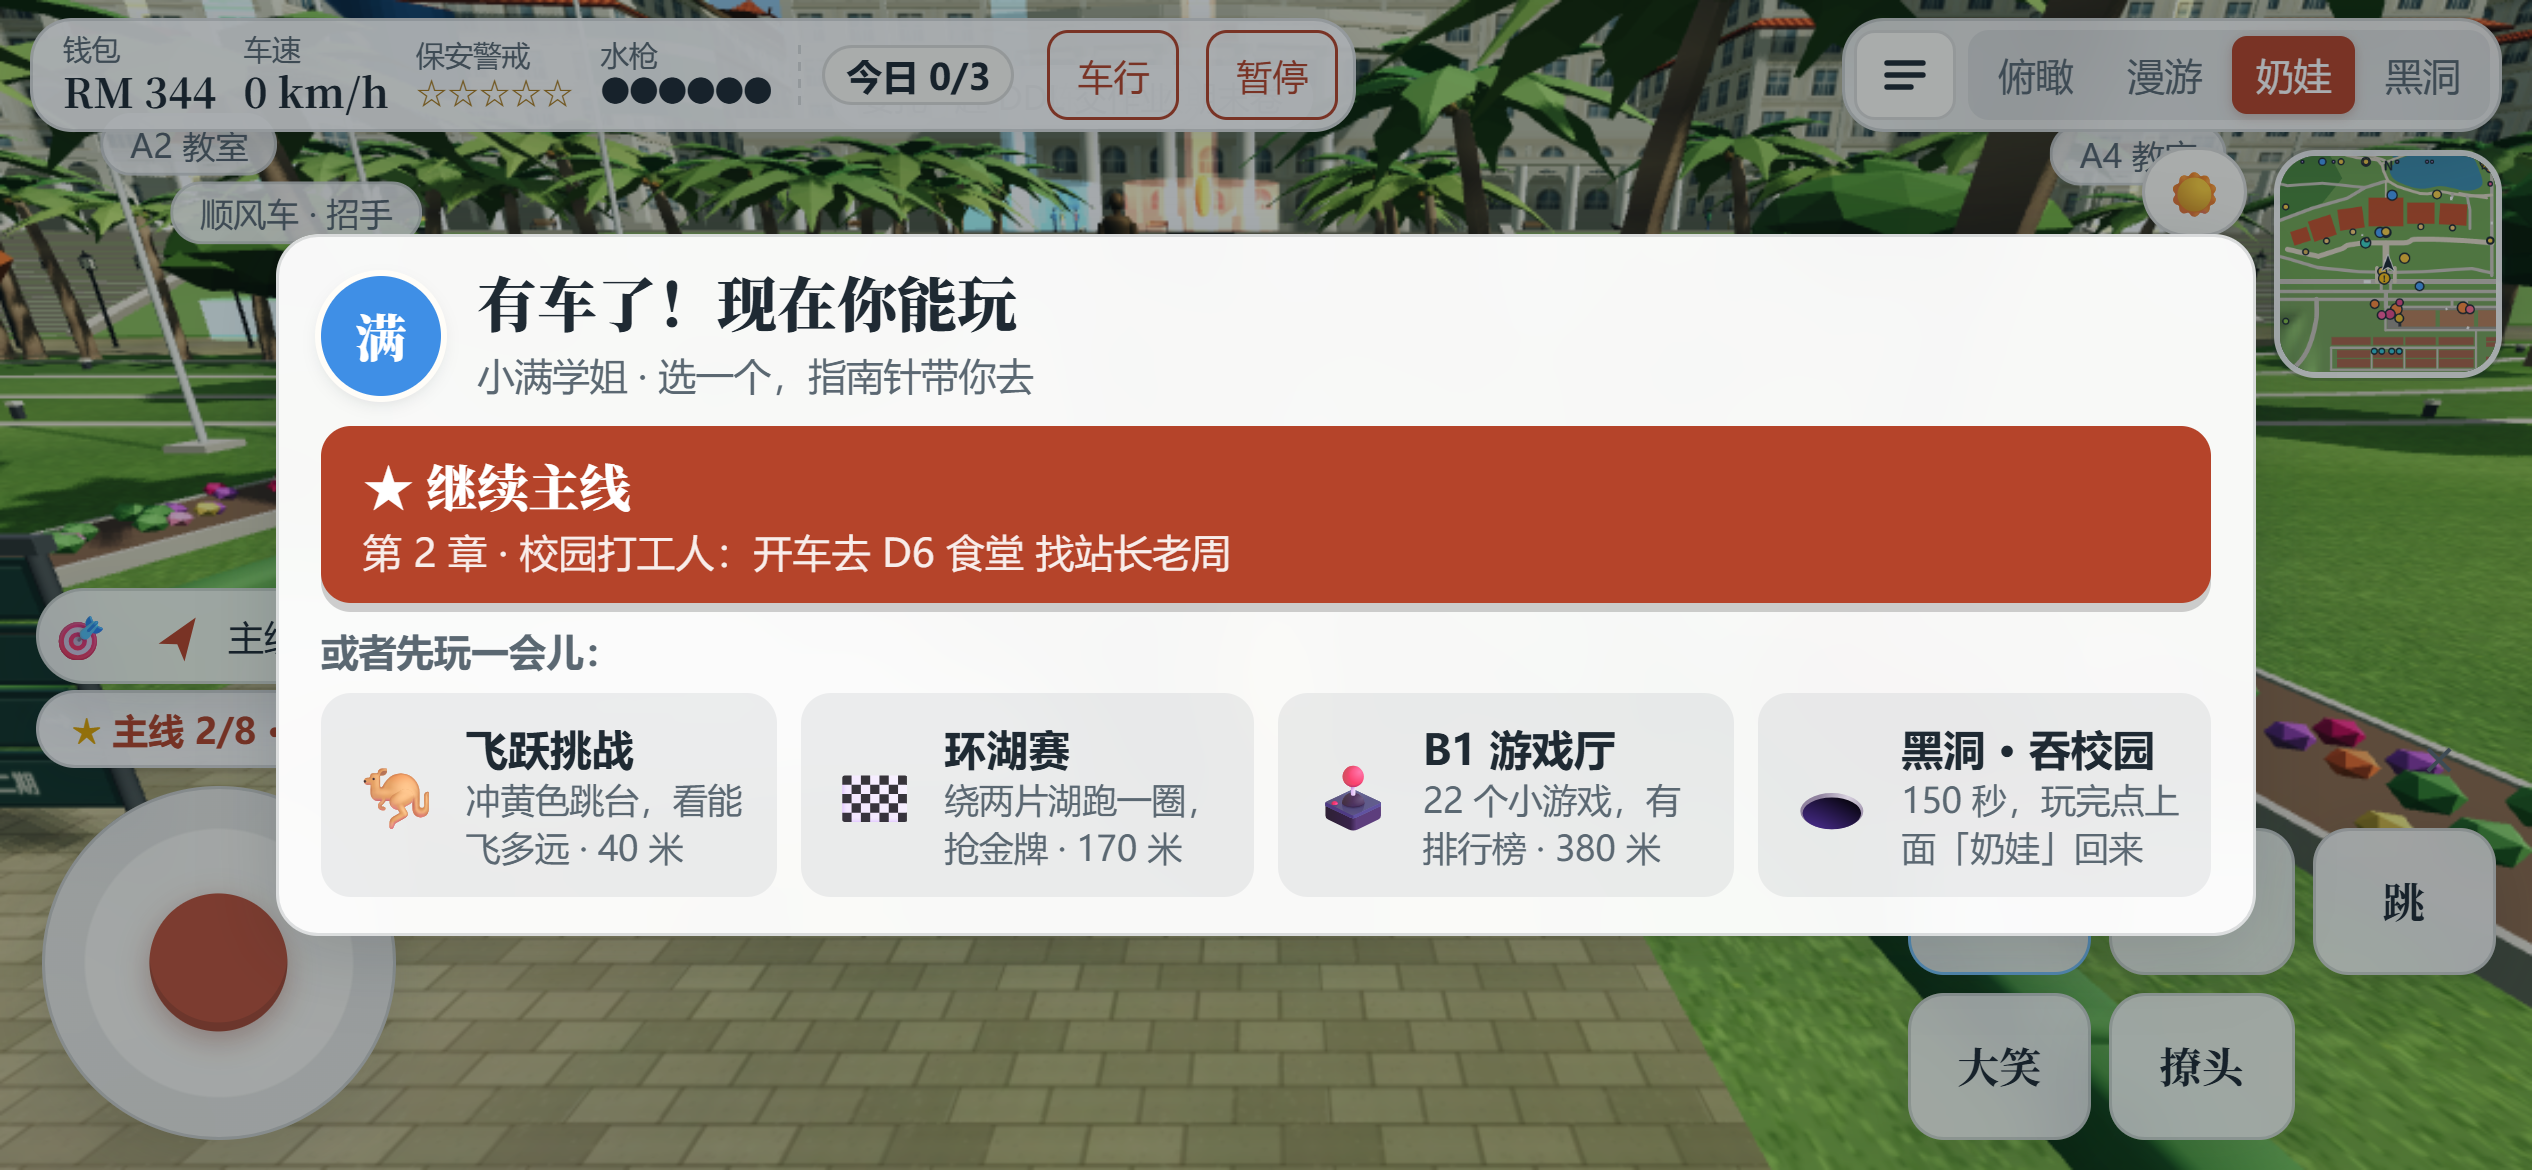 钱包 车速 保安警戒 水枪
RM 344 0 km/h ☆☆☆☆☆ ●●●●●● 今日 0/3 车行 暂停 俯瞰 漫游 奶娃 黑洞
A2 教室
A4 教
顺风车 · 招手
N
满
有车了！现在你能玩
小满学姐 · 选一个，指南针带你去
★ 继续主线
第 2 章 · 校园打工人：开车去 D6 食堂 找站长老周
主
★ 主线 2/8 ·
二期
或者先玩一会儿：
飞跃挑战
冲黄色跳台，看能
飞多远 · 40 米
环湖赛
绕两片湖跑一圈，
抢金牌 · 170 米
B1 游戏厅
22 个小游戏，有
排行榜 · 380 米
黑洞 · 吞校园
150 秒，玩完点上
面「奶娃」回来
跳
大笑
撩头